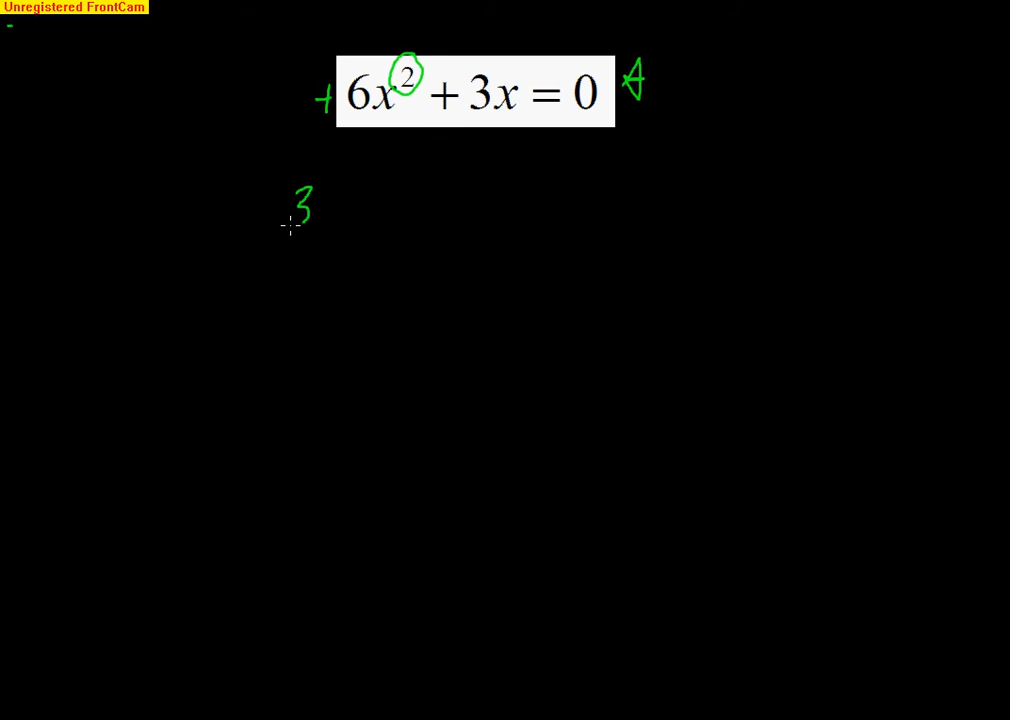 Unregistered FrontCam
+ 6x² + 3x = 0
3